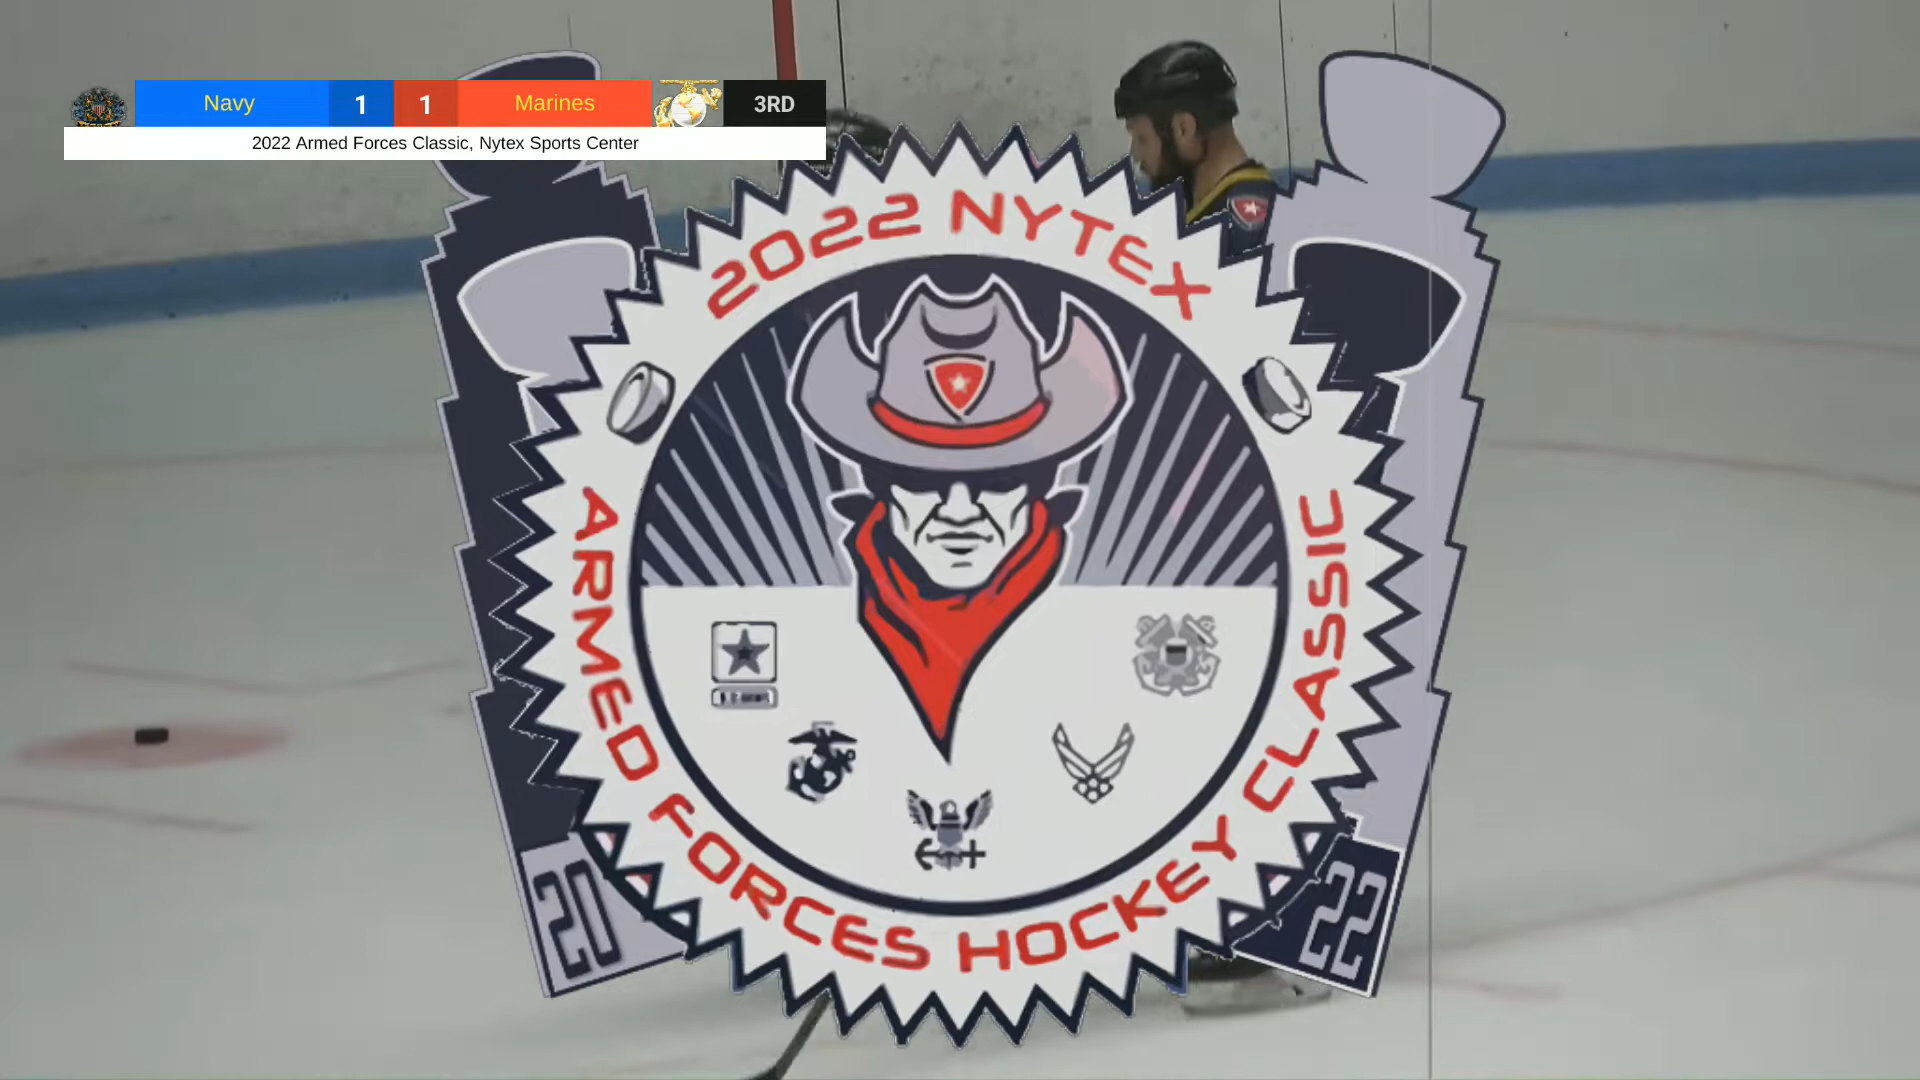 Navy 1 1 Marines 3RD
2022 Armed Forces Classic, Nytex Sports Center
2022 NYTEX
ARMED FORCES HOCKEY CLASSIC
20 22